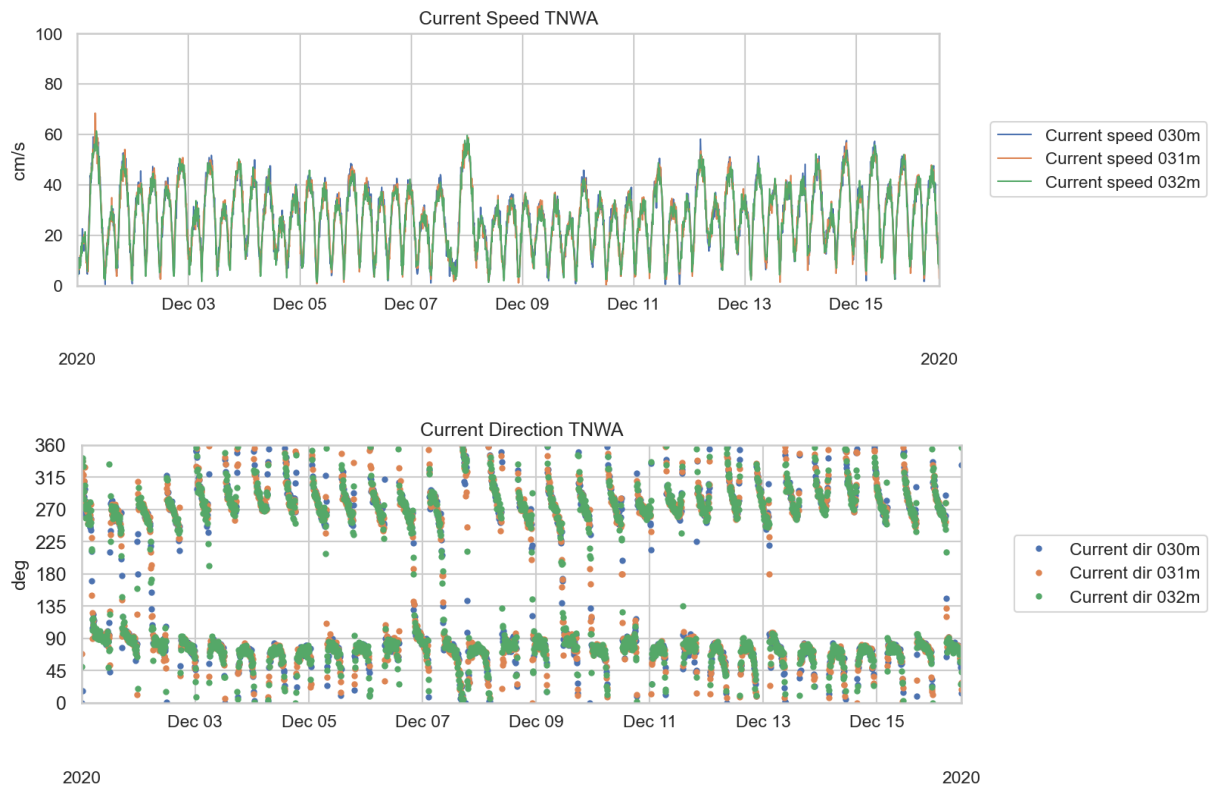 Current Speed TNWA
100
80
60
40
20
0
cm/s
Dec 03 Dec 05 Dec 07 Dec 09 Dec 11 Dec 13 Dec 15
2020 2020
Current speed 030m
Current speed 031m
Current speed 032m
Current Direction TNWA
360
315
270
225
180
135
90
45
0
deg
Dec 03 Dec 05 Dec 07 Dec 09 Dec 11 Dec 13 Dec 15
2020 2020
Current dir 030m
Current dir 031m
Current dir 032m